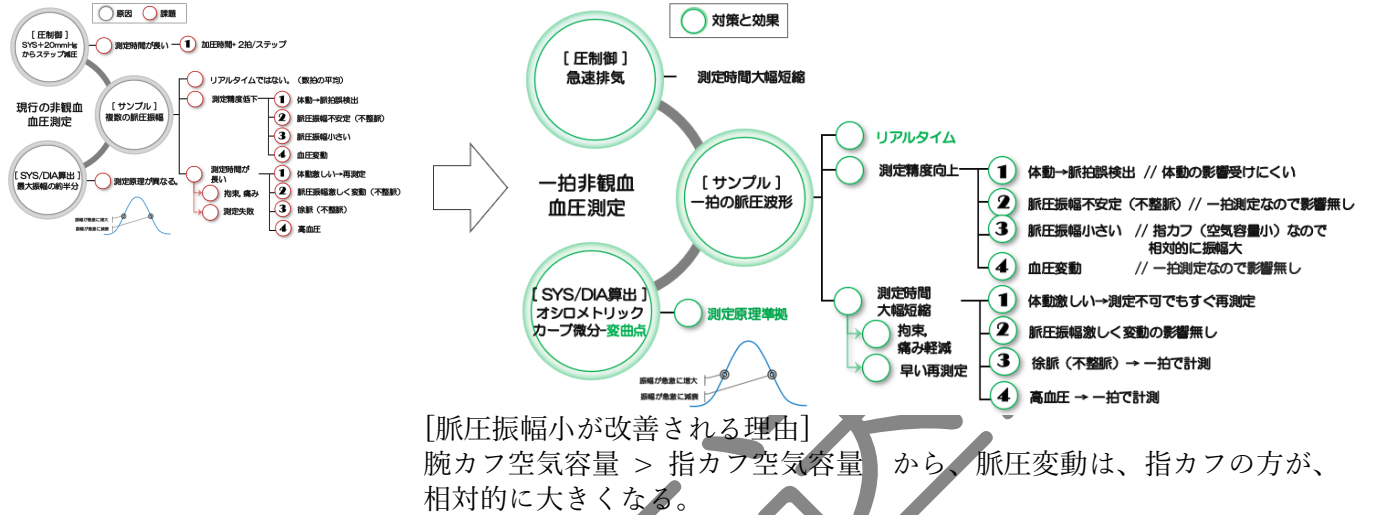 原因
課題
[ 圧制御 ]
SYS+20mmHg
からステップ減圧
測定時間が長い
1 加圧時間+ 2拍/ステップ
現行の非観血
血圧測定
[ サンプル ]
複数の脈圧振幅
リアルタイムではない。（数拍の平均）
測定精度低下
1 体動→脈拍誤検出
2 脈圧振幅不安定（不整脈）
3 脈圧振幅小さい
4 血圧変動
[ SYS/DIA算出 ]
最大振幅の約半分
測定原理が異なる。
測定時間が
長い
拘束, 痛み
測定失敗
1 体動激しい→再測定
2 脈圧振幅激しく変動（不整脈）
3 徐脈（不整脈）
4 高血圧
振幅が急激に増大
振幅が急激に減衰
対策と効果
[ 圧制御 ]
急速排気
測定時間大幅短縮
一拍非観血
血圧測定
[ サンプル ]
一拍の脈圧波形
リアルタイム
測定精度向上
1 体動→脈拍誤検出 // 体動の影響受けにくい
2 脈圧振幅不安定（不整脈）// 一拍測定なので影響無し
3 脈圧振幅小さい // 指カフ（空気容量小）なので
相対的に振幅大
4 血圧変動 // 一拍測定なので影響無し
[ SYS/DIA算出 ]
オシロメトリック
カーブ微分-変曲点
測定原理準拠
測定時間
大幅短縮
拘束,
痛み軽減
早い再測定
1 体動激しい→測定不可でもすぐ再測定
2 脈圧振幅激しく変動の影響無し
3 徐脈（不整脈）→ 一拍で計測
4 高血圧 → 一拍で計測
振幅が急激に増大
振幅が急激に減衰
[脈圧振幅小が改善される理由]
腕カフ空気容量 > 指カフ空気容量 から、脈圧変動は、指カフの方が、
相対的に大きくなる。